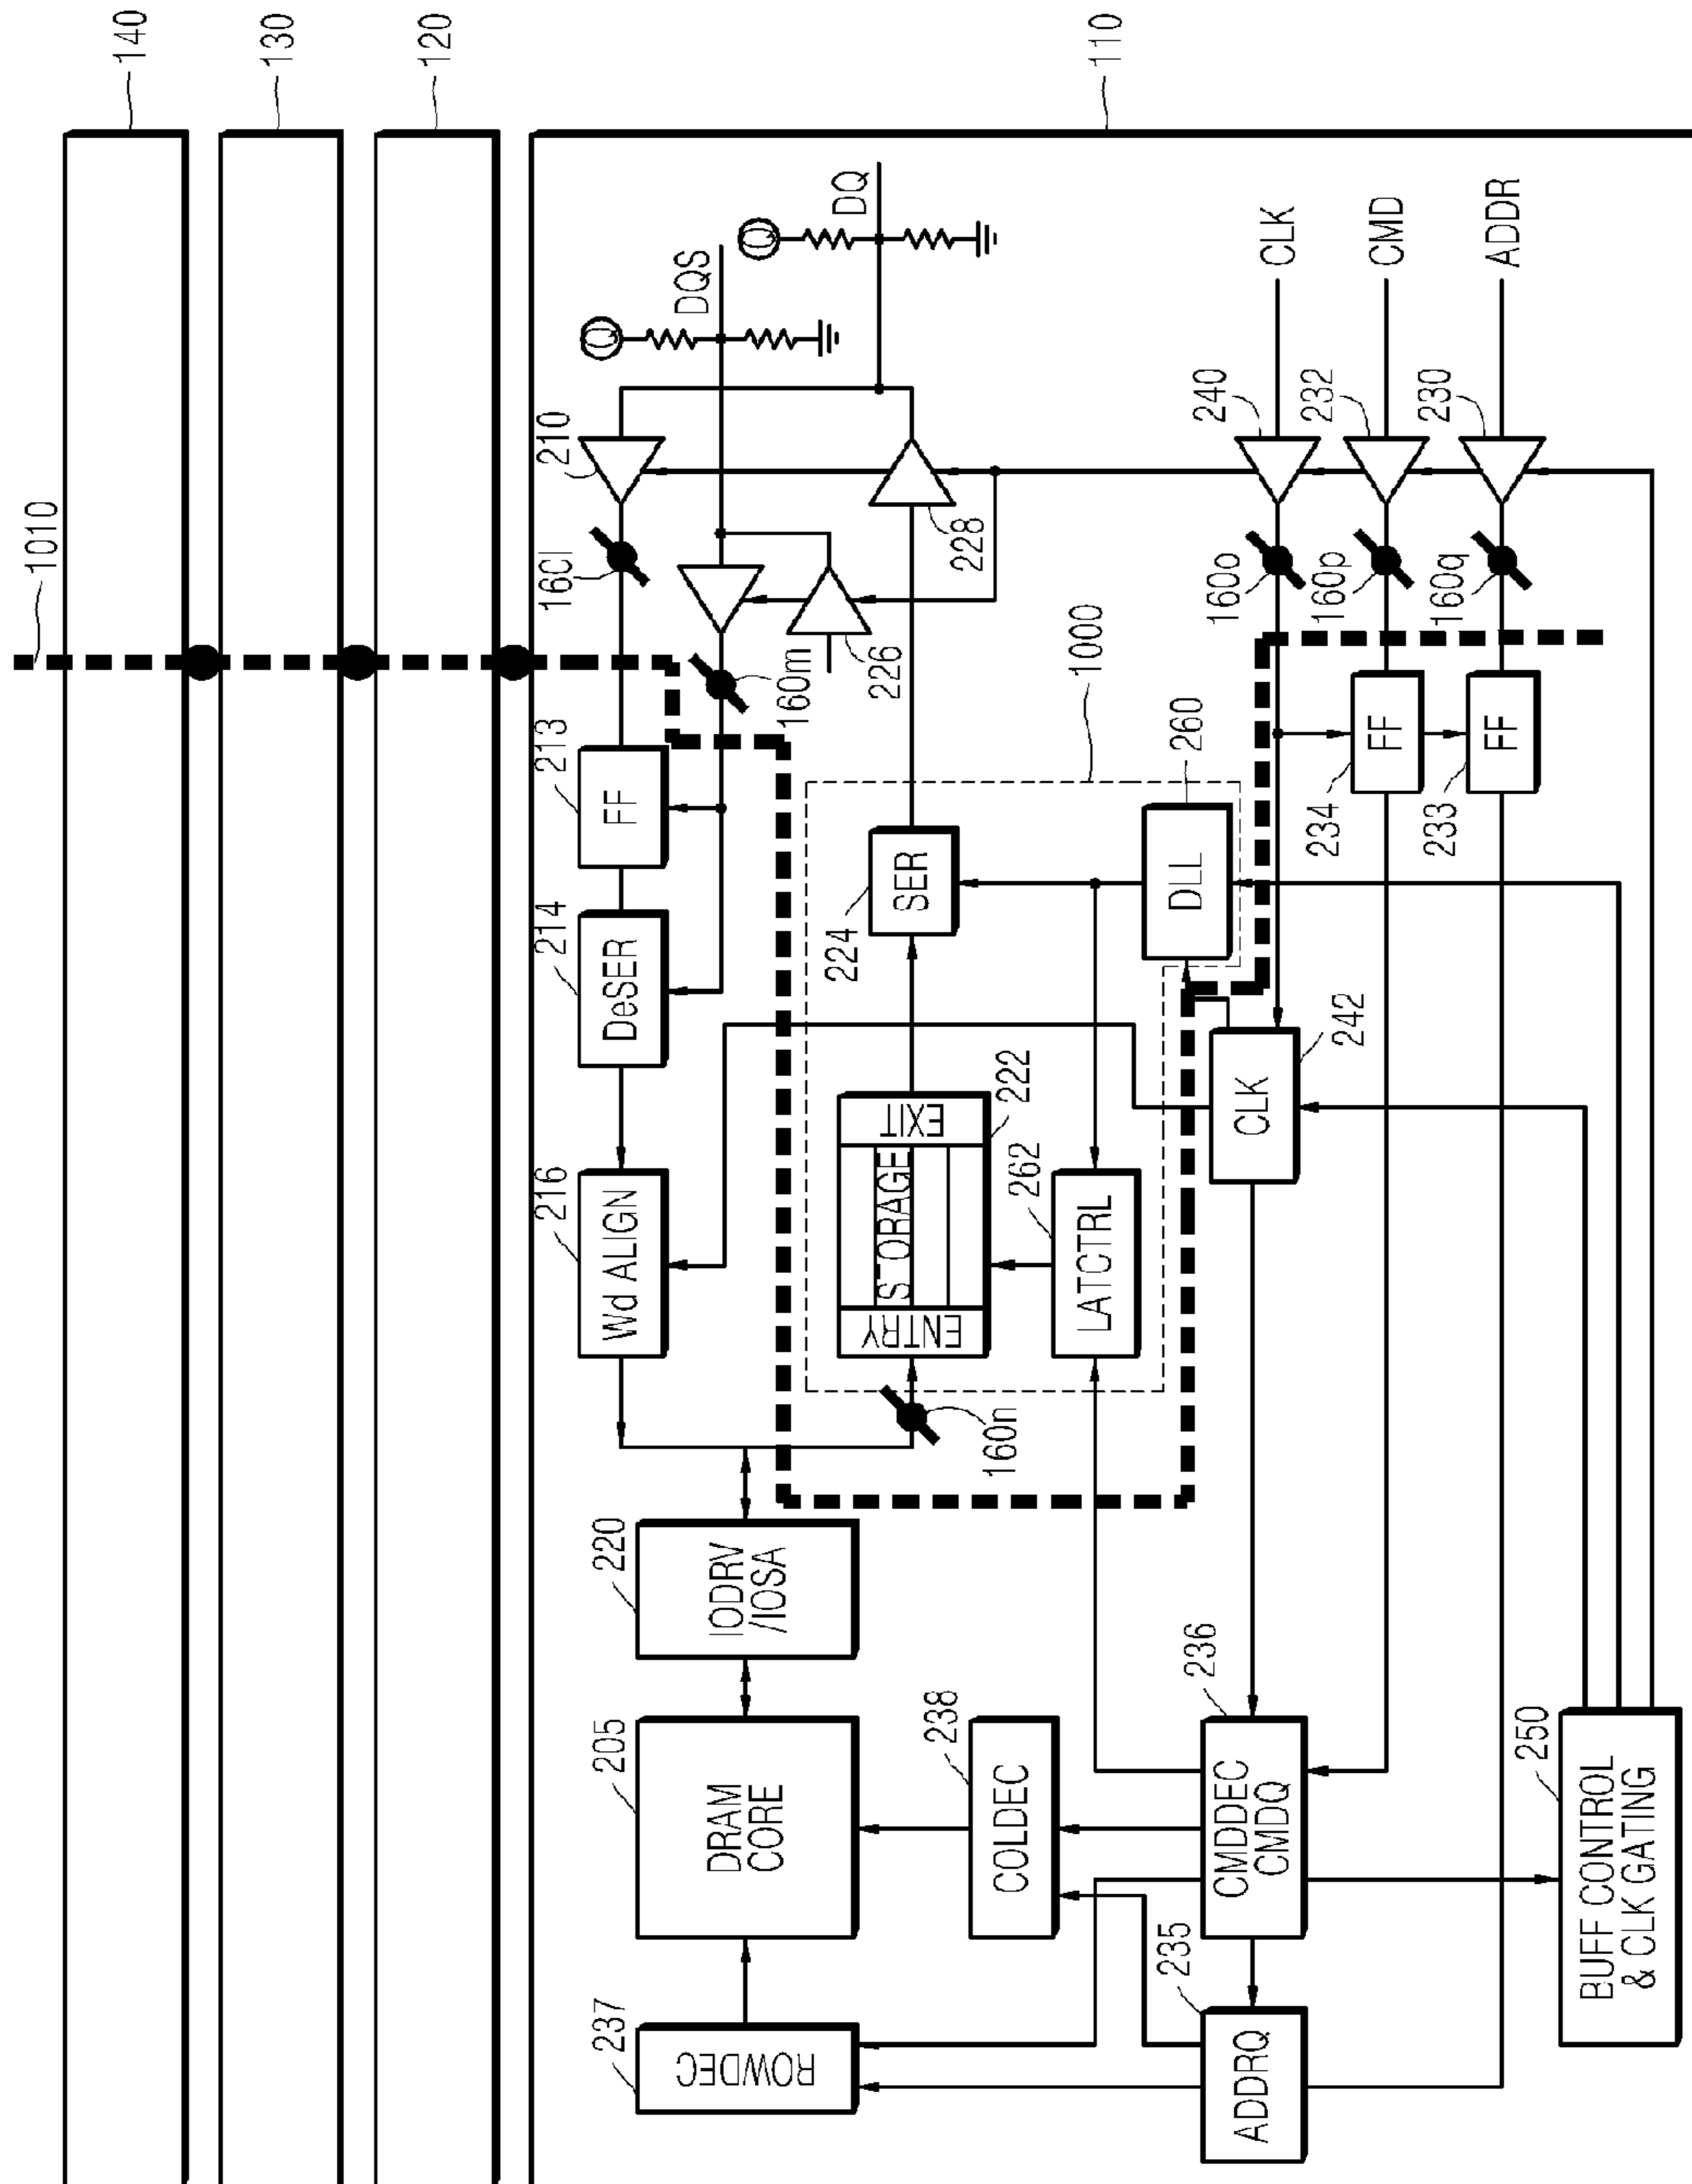 140
130
120
110
1010
DQ
DQS
Q
Q
210
160l
160m
226
228
240
232
230
CLK
CMD
ADDR
160o
160p
160q
213
FF
214
DeSER
216
Wd ALIGN
1000
260
DLL
224
SER
222
ENTRY
STORAGE
EXIT
262
LATCTRL
160n
234
FF
233
FF
242
CLK
220
IODRV
/IOSA
205
DRAM
CORE
238
COLDEC
236
CMDDEC
CMDQ
237
ROWDEC
235
ADDRQ
250
BUFF CONTROL
& CLK GATING